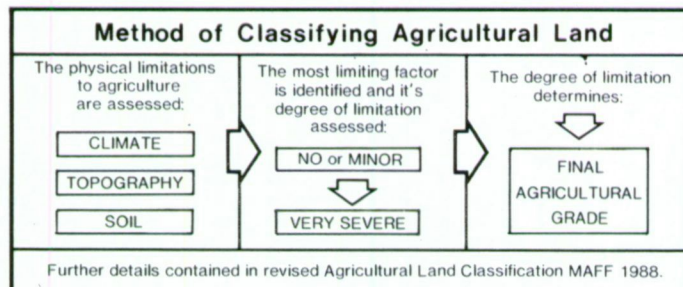 Method of Classifying Agricultural Land
The physical limitations
to agriculture
are assessed:
CLIMATE
TOPOGRAPHY
SOIL
The most limiting factor
is identified and it's
degree of limitation
assessed:
NO or MINOR
VERY SEVERE
The degree of limitation
determines:
FINAL
AGRICULTURAL
GRADE
Further details contained in revised Agricultural Land Classification MAFF 1988.